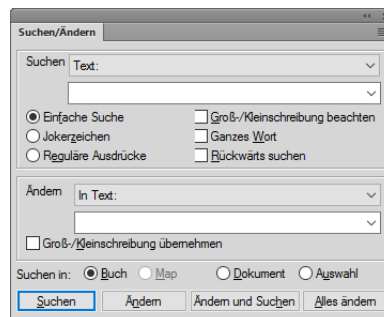 Suchen/Ändern
Suchen Text:
Einfache Suche Groß-/Kleinschreibung beachten
Jokerzeichen Ganzes Wort
Reguläre Ausdrücke Rückwärts suchen
Ändern In Text:
Groß-/Kleinschreibung übernehmen
Suchen in: Buch Map Dokument Auswahl
Suchen Ändern Ändern und Suchen Alles ändern